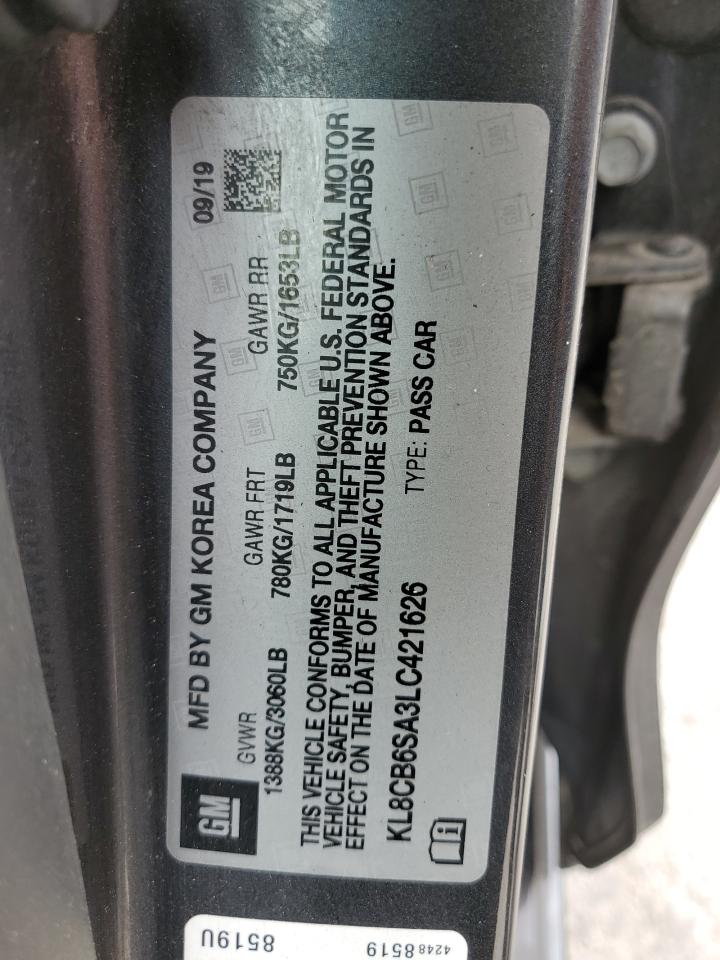 GM
MFD BY GM KOREA COMPANY 09/19
GVWR GAWR FRT GAWR RR
1388KG/3060LB 780KG/1719LB 750KG/1653LB
THIS VEHICLE CONFORMS TO ALL APPLICABLE U.S. FEDERAL MOTOR
VEHICLE SAFETY, BUMPER, AND THEFT PREVENTION STANDARDS IN
EFFECT ON THE DATE OF MANUFACTURE SHOWN ABOVE.
KL8CB6SA3LC421626 TYPE: PASS CAR
8519U
42488519